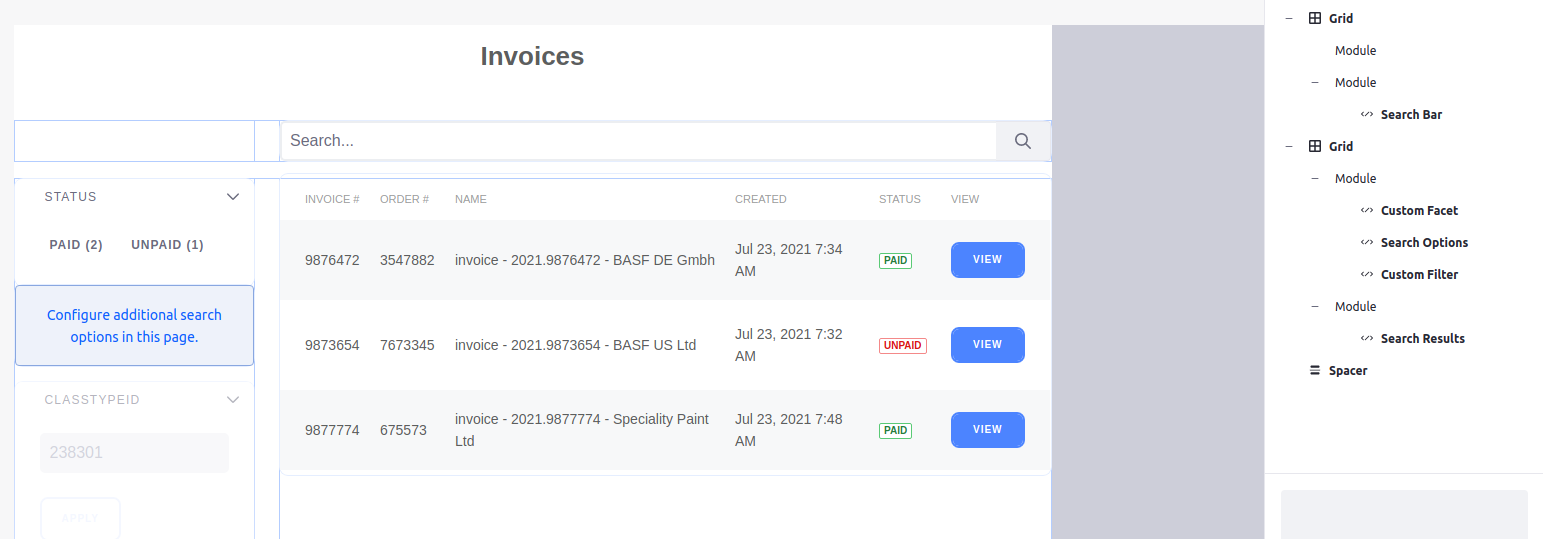 Invoices
Search...
STATUS
PAID (2) UNPAID (1)
Configure additional search
options in this page.
CLASSTYPEID
238301
APPLY
INVOICE # ORDER # NAME CREATED STATUS VIEW
9876472 3547882 invoice - 2021.9876472 - BASF DE Gmbh Jul 23, 2021 7:34 AM PAID VIEW
9873654 7673345 invoice - 2021.9873654 - BASF US Ltd Jul 23, 2021 7:32 AM UNPAID VIEW
9877774 675573 invoice - 2021.9877774 - Speciality Paint Ltd Jul 23, 2021 7:48 AM PAID VIEW
Grid
Module
Module
Search Bar
Grid
Module
Custom Facet
Search Options
Custom Filter
Module
Search Results
Spacer